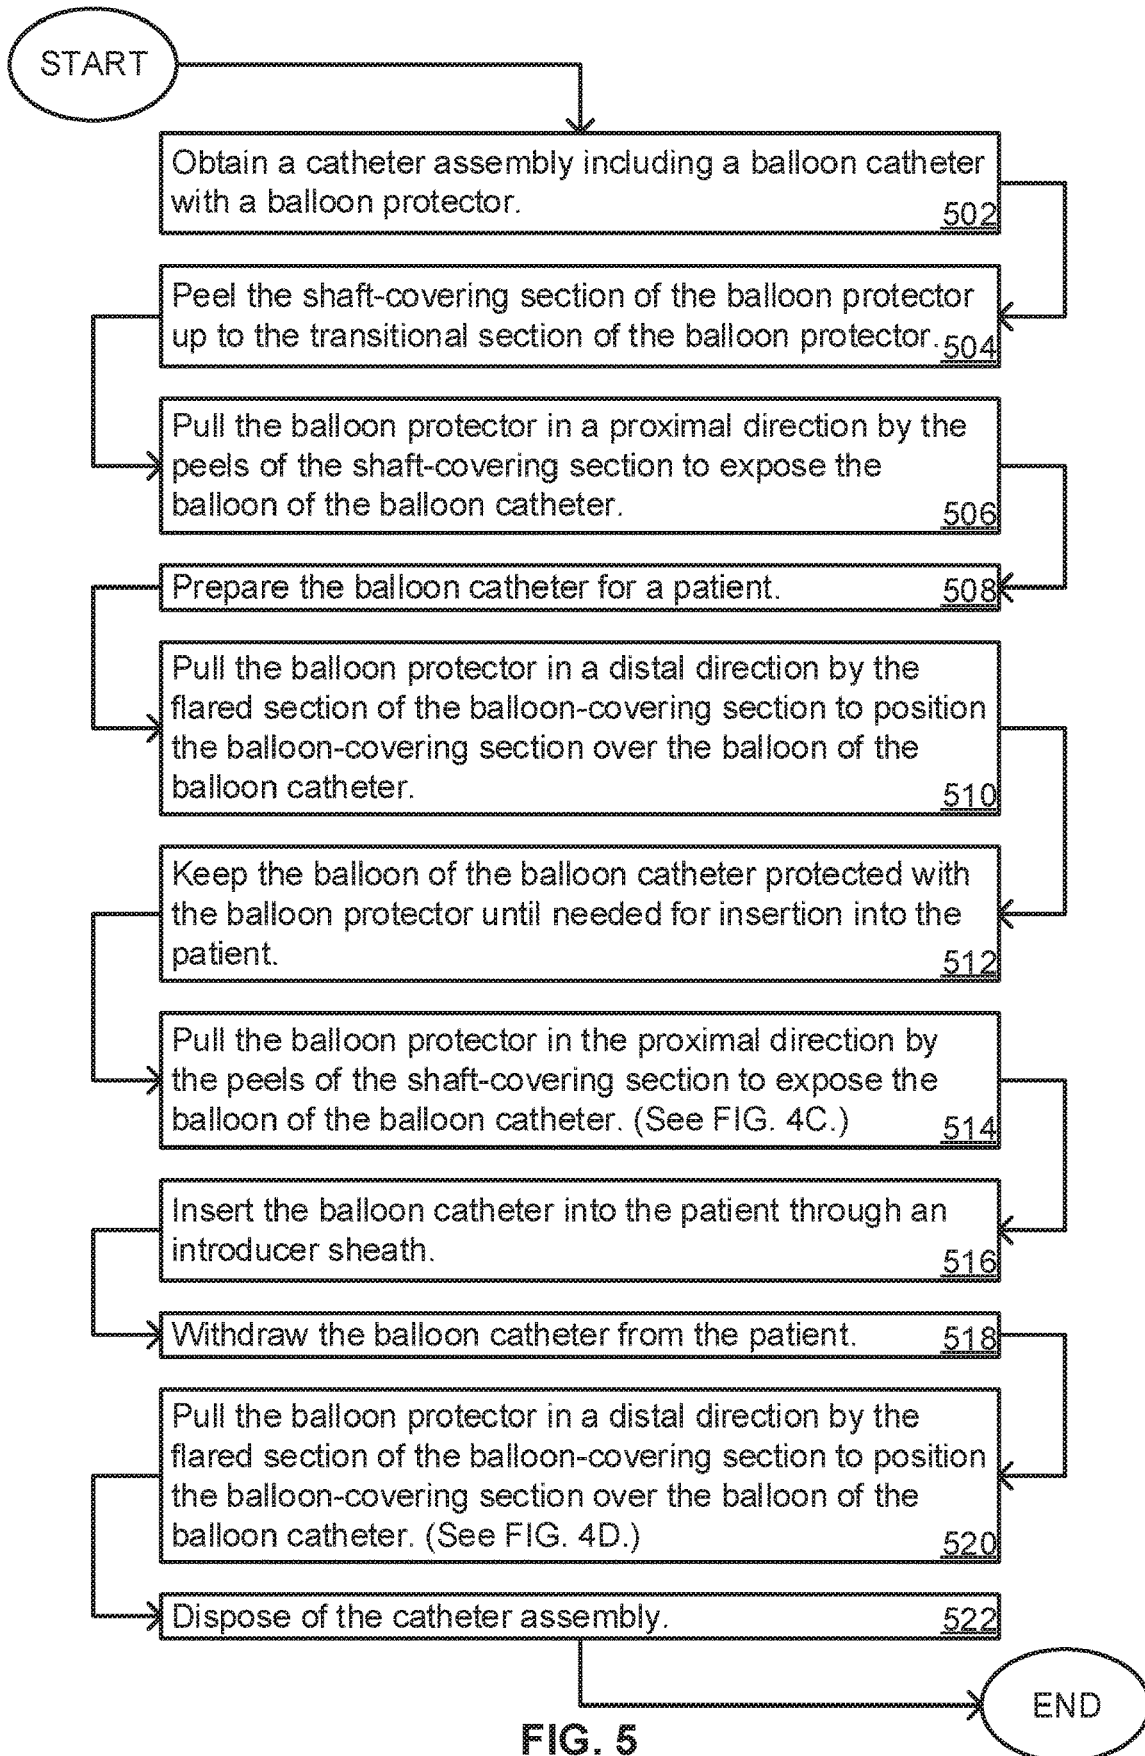 START
Obtain a catheter assembly including a balloon catheter
with a balloon protector.
502
Peel the shaft-covering section of the balloon protector
up to the transitional section of the balloon protector.
504
Pull the balloon protector in a proximal direction by the
peels of the shaft-covering section to expose the
balloon of the balloon catheter.
506
Prepare the balloon catheter for a patient.
508
Pull the balloon protector in a distal direction by the
flared section of the balloon-covering section to position
the balloon-covering section over the balloon of the
balloon catheter.
510
Keep the balloon of the balloon catheter protected with
the balloon protector until needed for insertion into the
patient.
512
Pull the balloon protector in the proximal direction by
the peels of the shaft-covering section to expose the
balloon of the balloon catheter. (See FIG. 4C.)
514
Insert the balloon catheter into the patient through an
introducer sheath.
516
Withdraw the balloon catheter from the patient.
518
Pull the balloon protector in a distal direction by the
flared section of the balloon-covering section to position
the balloon-covering section over the balloon of the
balloon catheter. (See FIG. 4D.)
520
Dispose of the catheter assembly.
522
END
FIG. 5